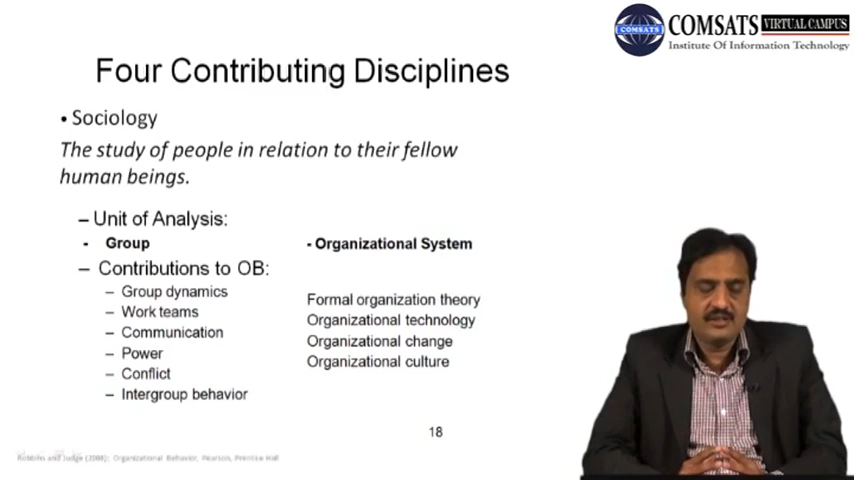 COMSATS VIRTUAL CAMPUS
Institute Of Information Technology
COMSATS
Four Contributing Disciplines
• Sociology
The study of people in relation to their fellow
human beings.
– Unit of Analysis:
- Group
- Organizational System
– Contributions to OB:
– Group dynamics
– Work teams
– Communication
– Power
– Conflict
– Intergroup behavior
Formal organization theory
Organizational technology
Organizational change
Organizational culture
18
Robbins and Judge (2008): Organizational Behavior, Pearson, Prentice Hall